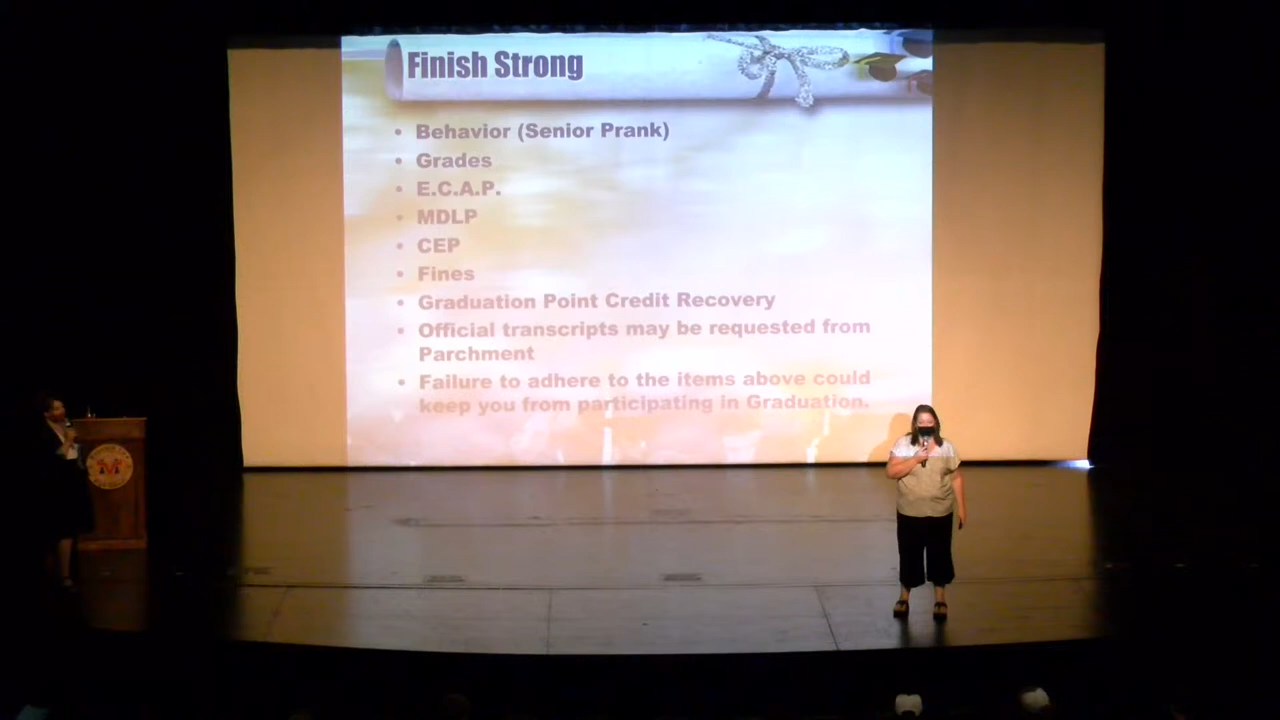 Finish Strong
• Behavior (Senior Prank)
• Grades
• E.C.A.P.
• MDLP
• CEP
• Fines
• Graduation Point Credit Recovery
• Official transcripts may be requested from
Parchment
• Failure to adhere to the items above could
keep you from participating in Graduation.
M